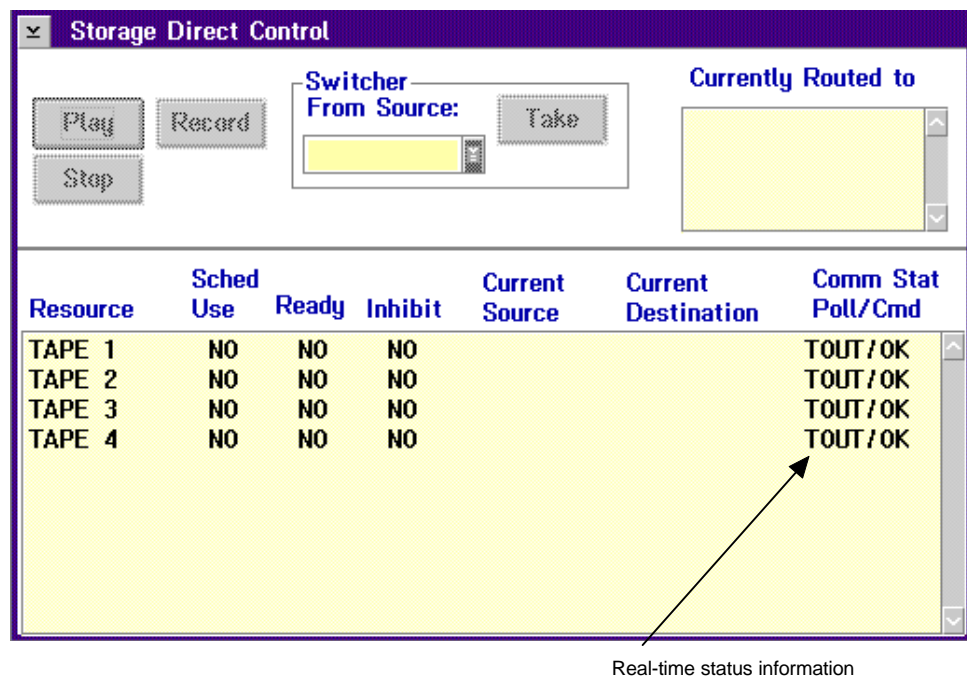 Storage Direct Control
Play
Record
Stop
Switcher
From Source:
Take
Currently Routed to
Resource
Sched
Use
Ready
Inhibit
Current
Source
Current
Destination
Comm Stat
Poll/Cmd
TAPE 1 NO NO NO TOUT/OK
TAPE 2 NO NO NO TOUT/OK
TAPE 3 NO NO NO TOUT/OK
TAPE 4 NO NO NO TOUT/OK
Real-time status information